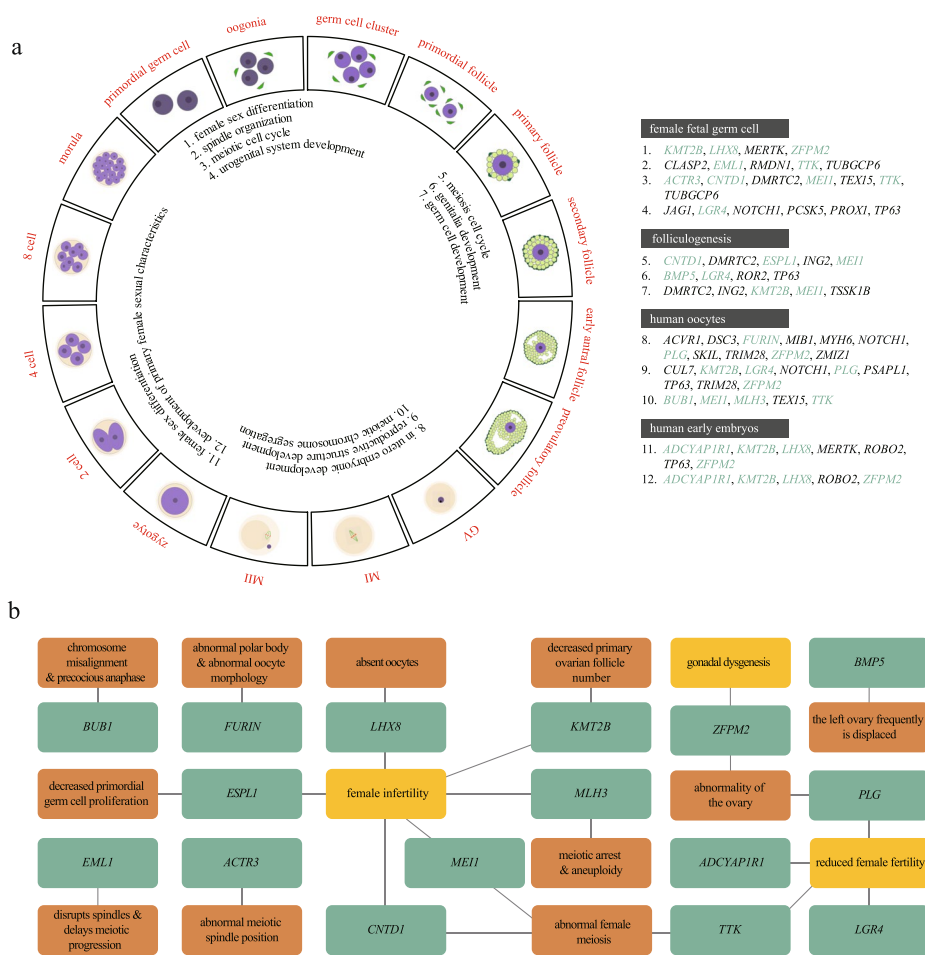 a
primordial germ cell
oogonia
germ cell cluster
primordial follicle
primary follicle
secondary follicle
early antral follicle
preovulatory follicle
GV
MI
MII
zygotye
2 cell
4 cell
8 cell
morula
1. female sex differentiation
2. spindle organization
3. meiotic cell cycle
4. urogenital system development
5. meiosis cell cycle
6. genitalia development
7. germ cell development
8. in utero embryonic development
9. reproductive structure development
10. meiotic chromosome segregation
11. female sex differentiation
12. development of primary female sexual characteristics
female fetal germ cell
1. KMT2B, LHX8, MERTK, ZFPM2
2. CLASP2, EML1, RMDN1, TTK, TUBGCP6
3. ACTR3, CNTD1, DMRTC2, MEI1, TEX15, TTK,
TUBGCP6
4. JAG1, LGR4, NOTCH1, PCSK5, PROX1, TP63
folliculogenesis
5. CNTD1, DMRTC2, ESPL1, ING2, MEI1
6. BMP5, LGR4, ROR2, TP63
7. DMRTC2, ING2, KMT2B, MEI1, TSSK1B
human oocytes
8. ACVR1, DSC3, FURIN, MIB1, MYH6, NOTCH1,
PLG, SKIL, TRIM28, ZFPM2, ZMIZ1
9. CUL7, KMT2B, LGR4, NOTCH1, PLG, PSAPL1,
TP63, TRIM28, ZFPM2
10. BUB1, MEI1, MLH3, TEX15, TTK
human early embryos
11. ADCYAP1R1, KMT2B, LHX8, MERTK, ROBO2,
TP63, ZFPM2
12. ADCYAP1R1, KMT2B, LHX8, ROBO2, ZFPM2
b
chromosome
misalignment
& precocious anaphase
abnormal polar body
& abnormal oocyte
morphology
absent oocytes
decreased primary
ovarian follicle
number
gonadal dysgenesis
BMP5
BUB1
FURIN
LHX8
KMT2B
ZFPM2
the left ovary frequently
is displaced
decreased primordial
germ cell proliferation
ESPL1
female infertility
MLH3
abnormality of
the ovary
PLG
EML1
ACTR3
MEI1
meiotic arrest
& aneuploidy
ADCYAP1R1
reduced female fertility
disrupts spindles &
delays meiotic
progression
abnormal meiotic
spindle position
CNTD1
abnormal female
meiosis
TTK
LGR4